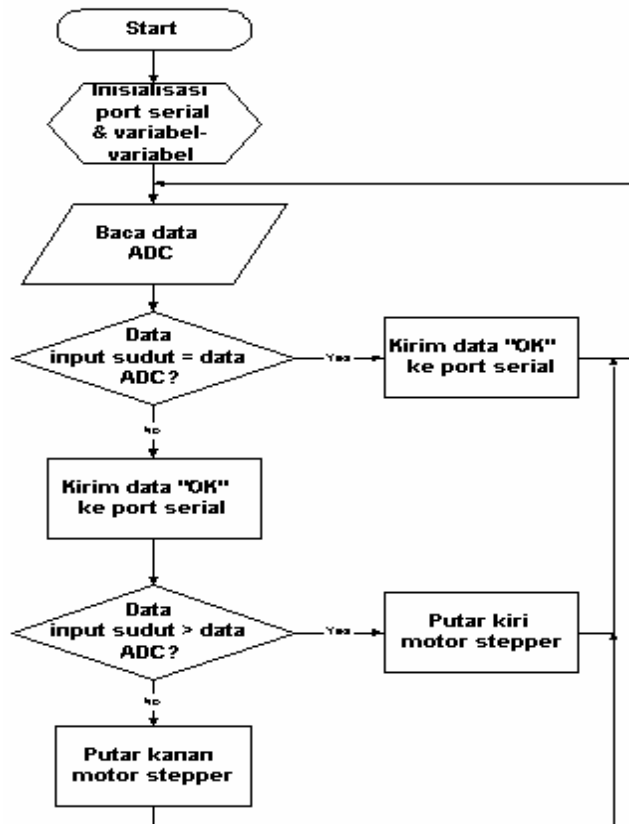 Start
Inisialisasi
port serial
& variabel-
variabel
Baca data
ADC
Data
input sudut = data
ADC?
Yes
Kirim data "OK"
ke port serial
No
Kirim data "OK"
ke port serial
Data
input sudut > data
ADC?
Yes
Putar kiri
motor stepper
No
Putar kanan
motor stepper